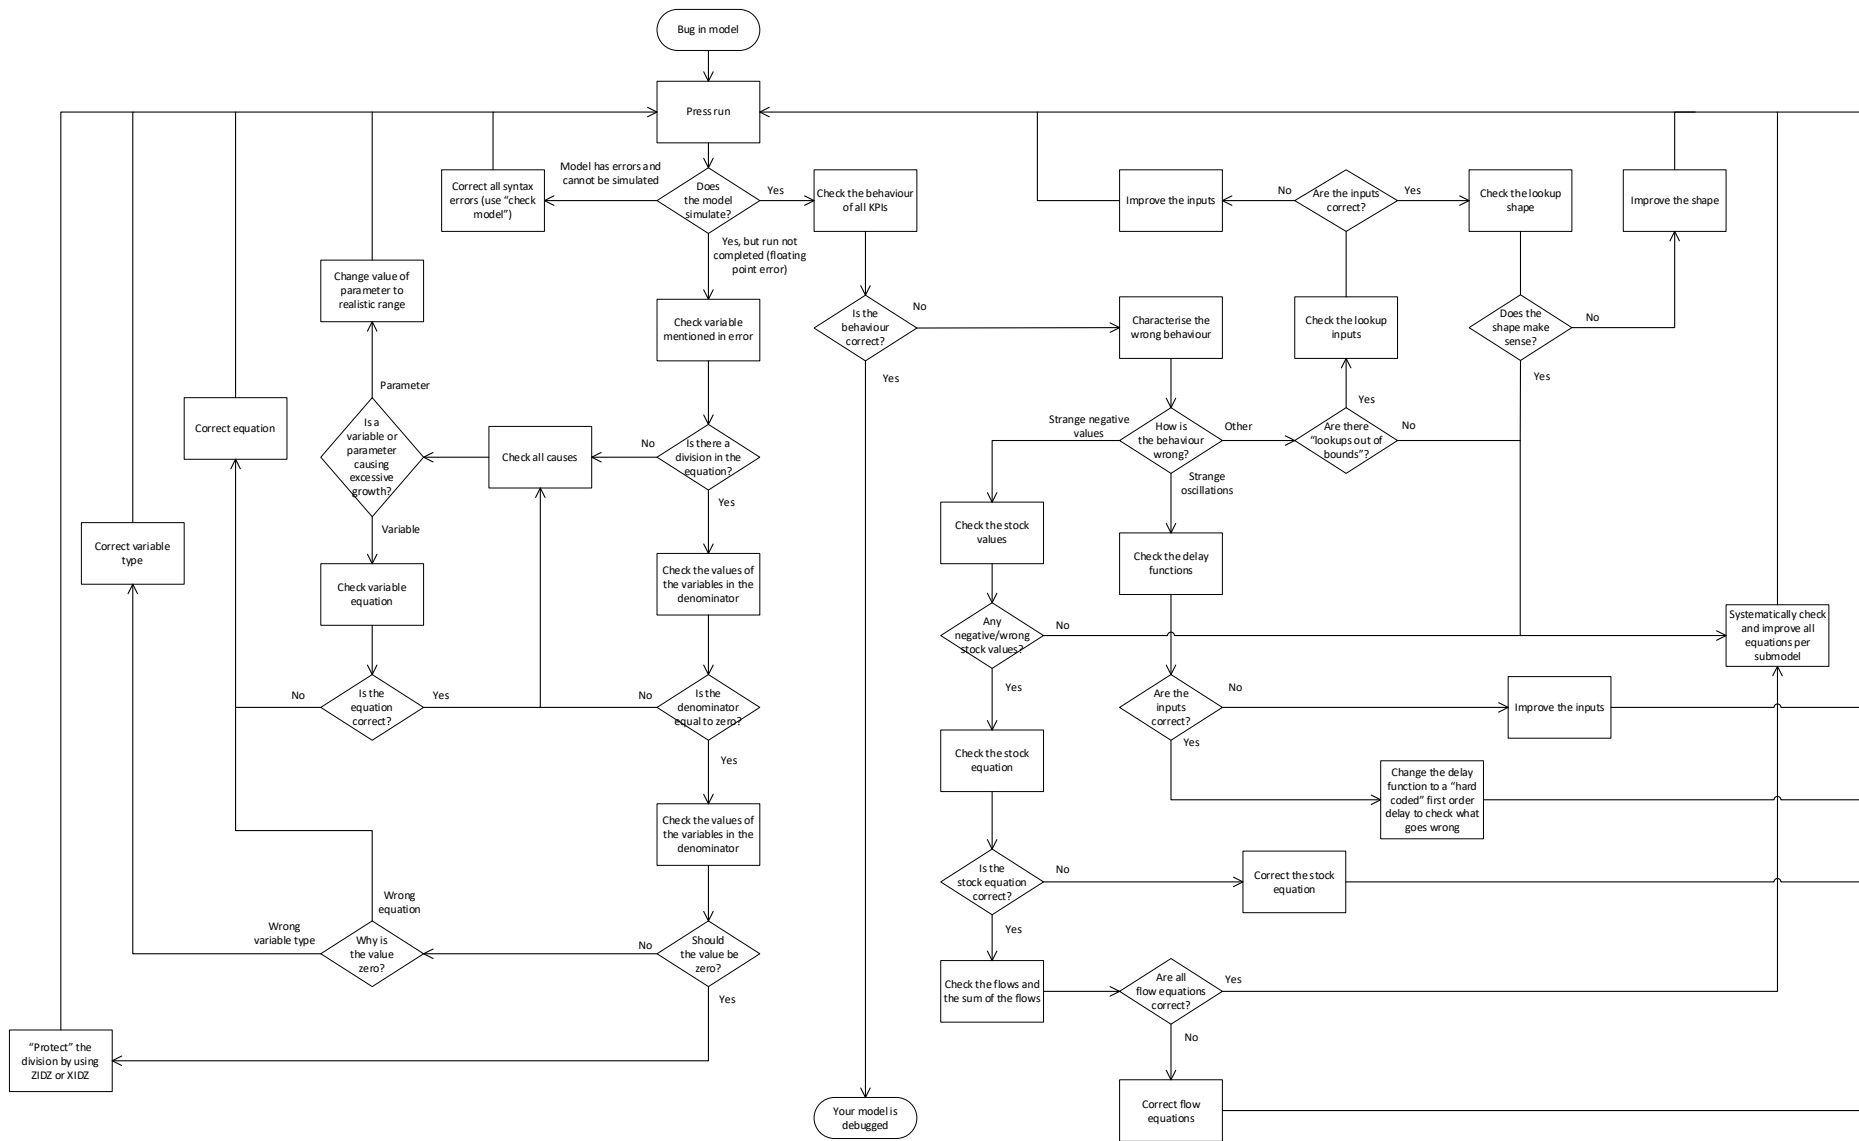 Bug in model
Press run
Model has errors and
cannot be simulated
Correct all syntax
errors (use “check
model”)
Does
the model
simulate?
Yes
Check the behaviour
of all KPIs
Improve the inputs
No
Are the inputs
correct?
Yes
Check the lookup
shape
Improve the shape
Yes, but run not
completed (floating
point error)
Change value of
parameter to
realistic range
Check variable
mentioned in error
Is the
behaviour
correct?
No
Yes
Characterise the
wrong behaviour
Check the lookup
inputs
Does the
shape make
sense?
No
Yes
Parameter
Correct equation
Is a
variable or
parameter
causing
excessive
growth?
Variable
Check all causes
No
Is there a
division in the
equation?
Yes
Strange negative
values
How is
the behaviour
wrong?
Other
Strange
oscillations
Yes
Are there
“lookups out of
bounds”?
No
Correct variable
type
Check variable
equation
Check the values of
the variables in the
denominator
Check the stock
values
Check the delay
functions
Any
negative/wrong
stock values?
No
Yes
Systematically check
and improve all
equations per
submodel
No
Is the
equation
correct?
Yes
No
Is the
denominator
equal to zero?
Yes
Are the
inputs
correct?
No
Yes
Improve the inputs
Check the stock
equation
Change the delay
function to a “hard
coded” first order
delay to check what
goes wrong
Check the values of
the variables in the
denominator
Is the
stock equation
correct?
No
Yes
Correct the stock
equation
Wrong
equation
Wrong
variable type
Why is
the value
zero?
No
Should
the value be
zero?
Yes
Check the flows and
the sum of the flows
Are all
flow equations
correct?
Yes
No
“Protect” the
division by using
ZIDZ or XIDZ
Your model is
debugged
Correct flow
equations